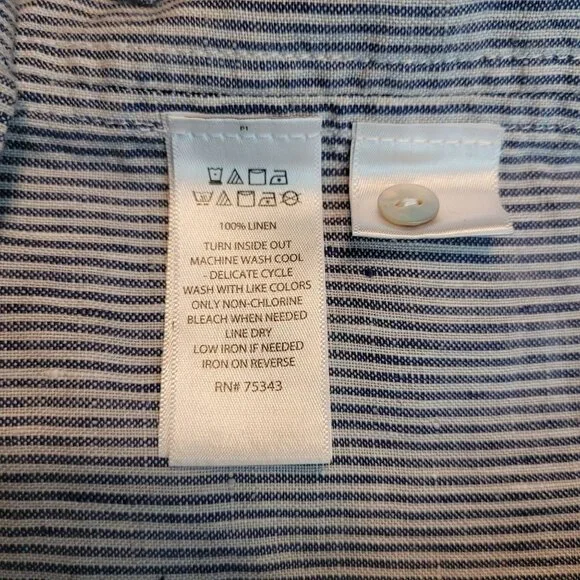 100% LINEN
TURN INSIDE OUT
MACHINE WASH COOL
- DELICATE CYCLE
WASH WITH LIKE COLORS
ONLY NON-CHLORINE
BLEACH WHEN NEEDED
LINE DRY
LOW IRON IF NEEDED
IRON ON REVERSE
RN# 75343